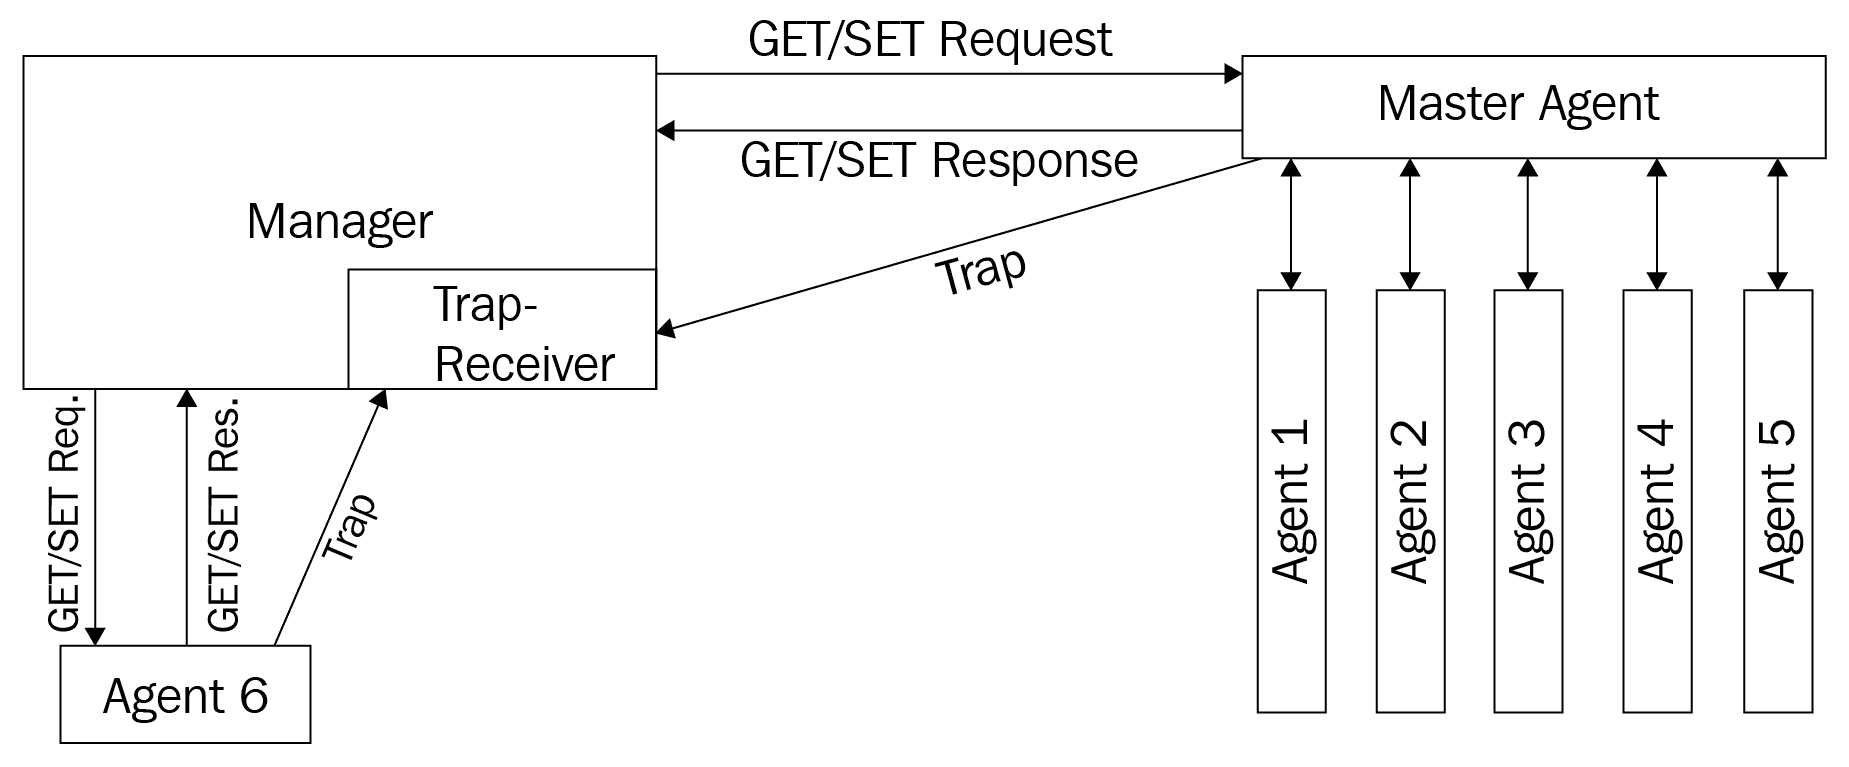 GET/SET Request
Master Agent
GET/SET Response
Manager
Trap
Trap-
Receiver
GET/SET Req.
GET/SET Res.
Trap
Agent 1
Agent 2
Agent 3
Agent 4
Agent 5
Agent 6